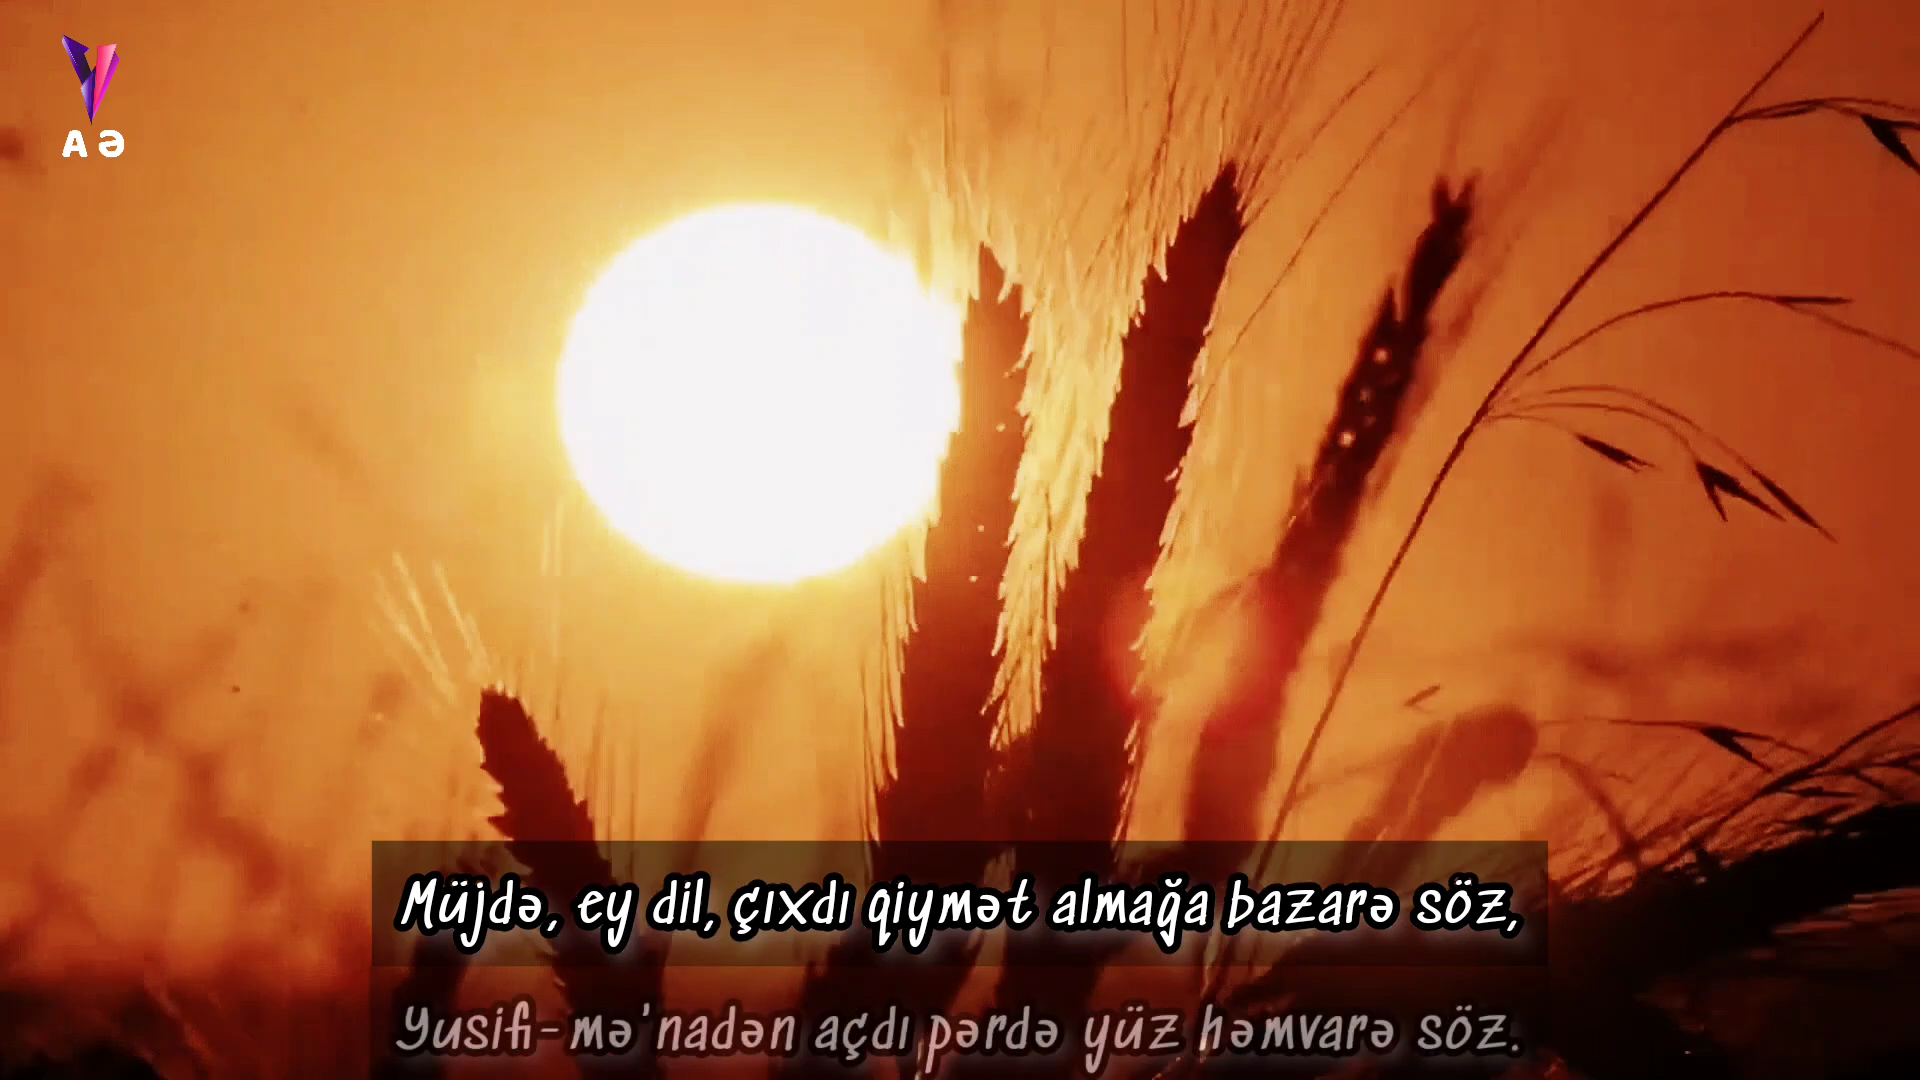 AƏ
Müjdə, ey dil, çıxdı qiymət almağa bazarə söz,
Yusifi-mə'nadən açdı pərdə yüz həmvarə söz.